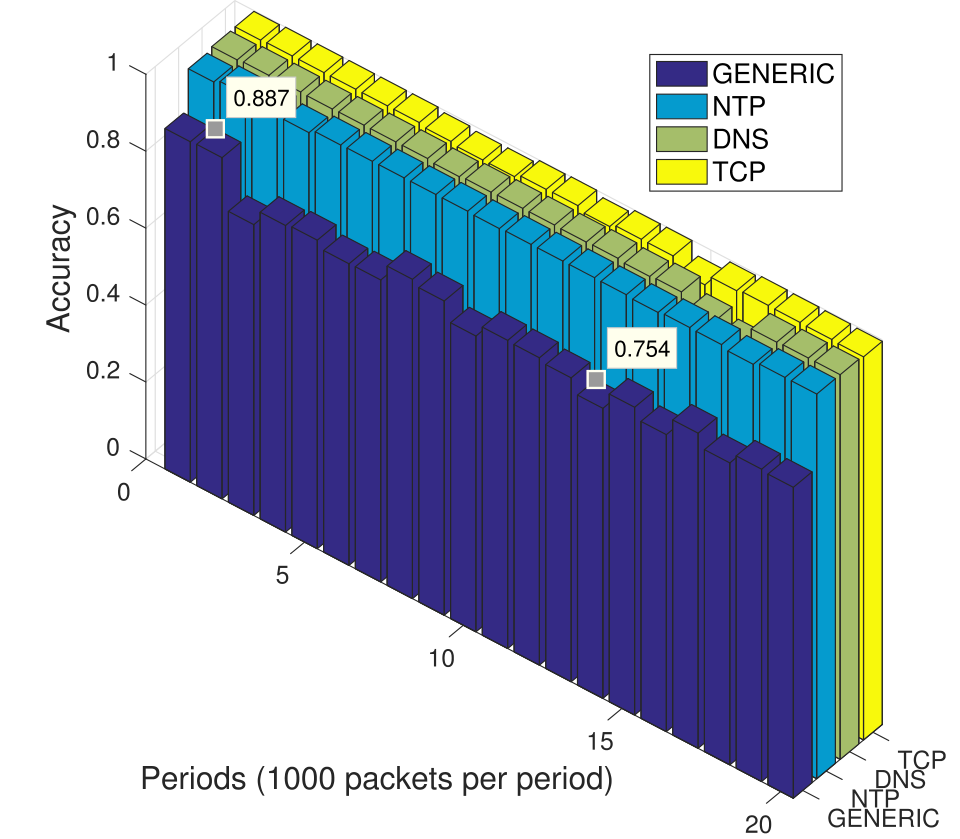 1
0.8
0.6
0.4
0.2
0
Accuracy
0.887
0.754
GENERIC
NTP
DNS
TCP
0
5
10
15
20
Periods (1000 packets per period)
TCP
DNS
NTP
GENERIC